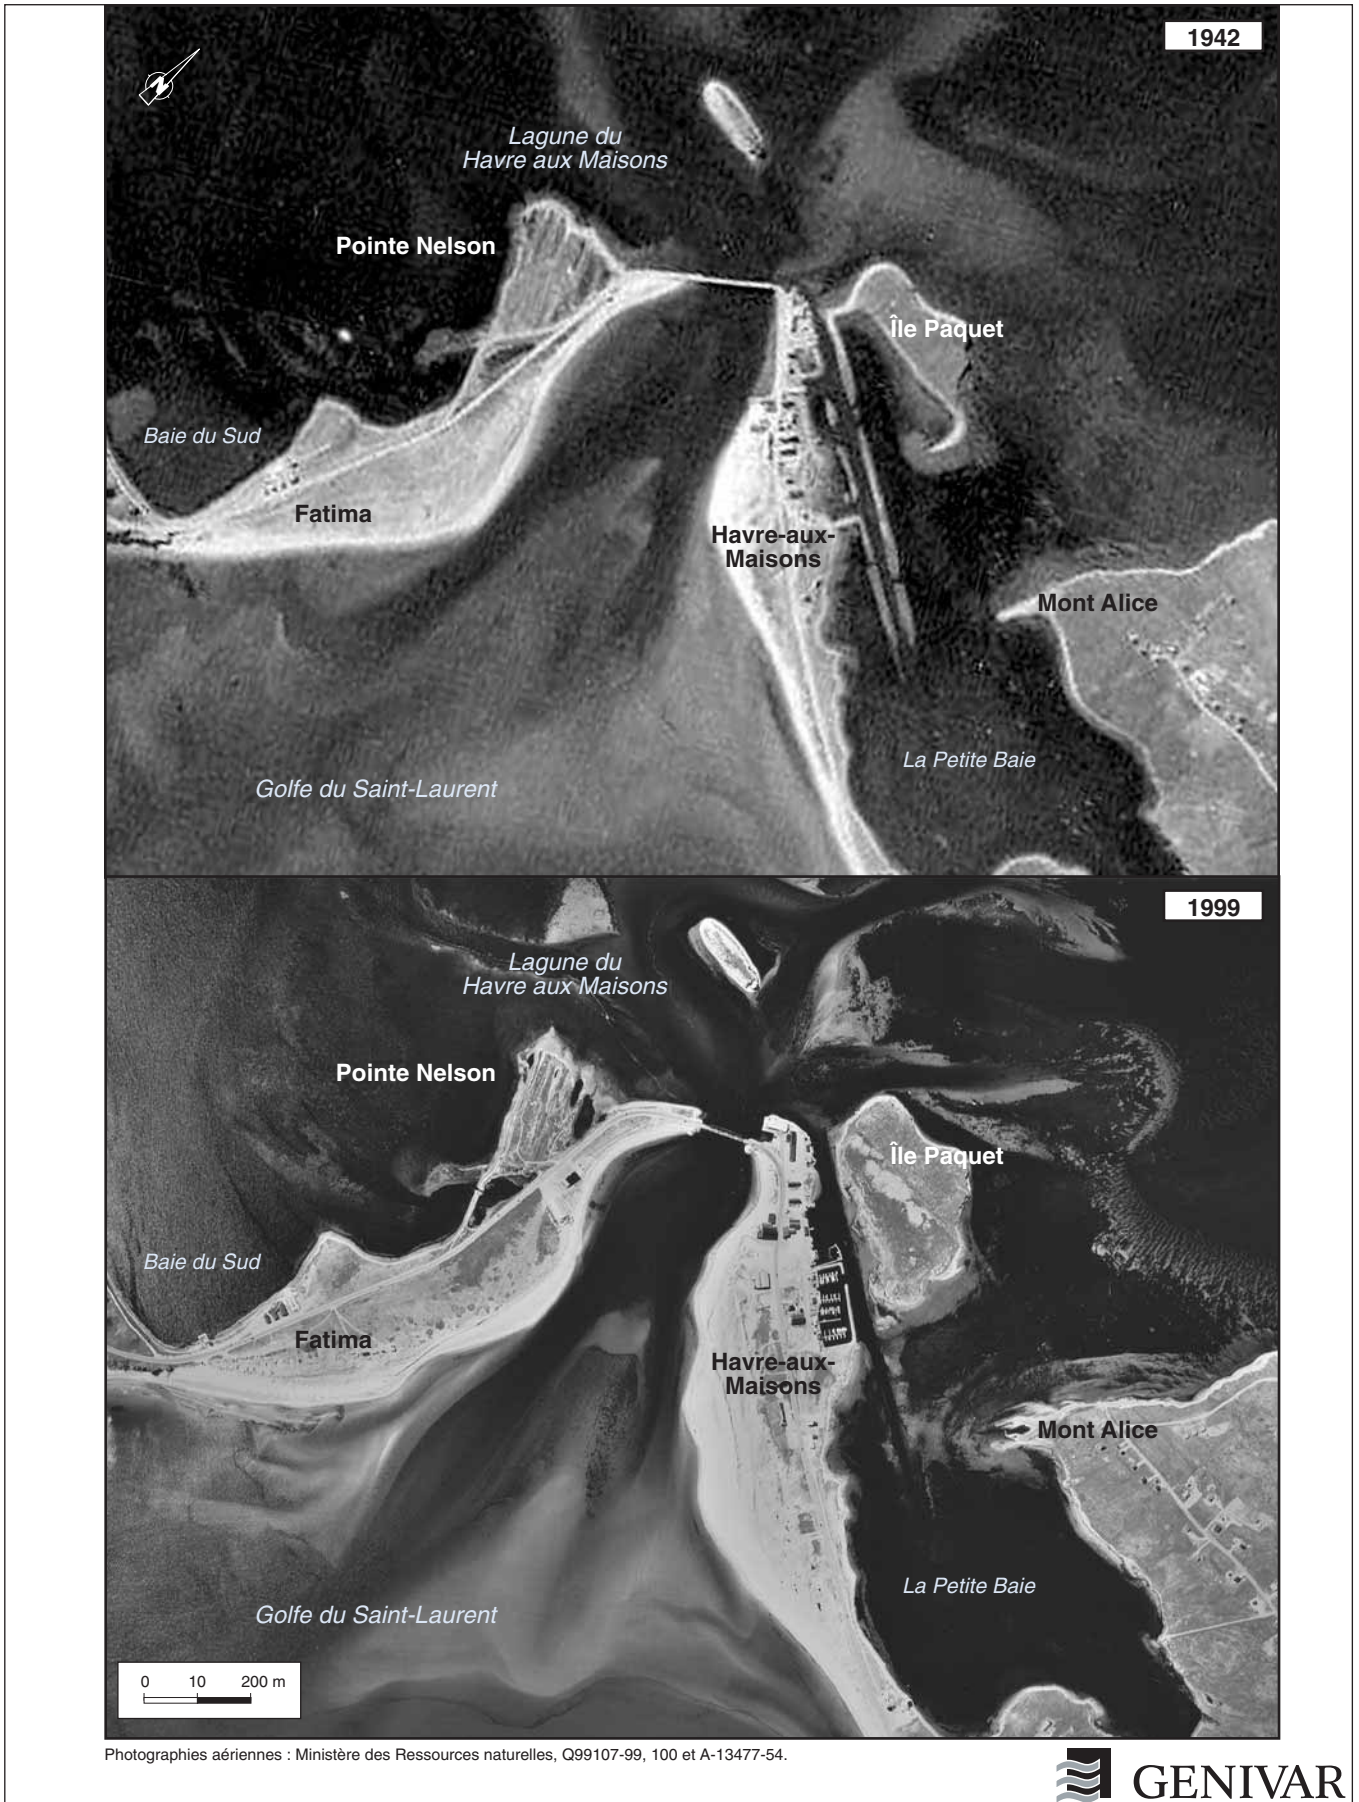 1942
N
Lagune du
Havre aux Maisons
Pointe Nelson
Île Paquet
Baie du Sud
Fatima
Havre-aux-
Maisons
Mont Alice
La Petite Baie
Golfe du Saint-Laurent
1999
Lagune du
Havre aux Maisons
Pointe Nelson
Île Paquet
Baie du Sud
Fatima
Havre-aux-
Maisons
Mont Alice
La Petite Baie
Golfe du Saint-Laurent
0 10 200 m
Photographies aériennes : Ministère des Ressources naturelles, Q99107-99, 100 et A-13477-54.
GENIVAR